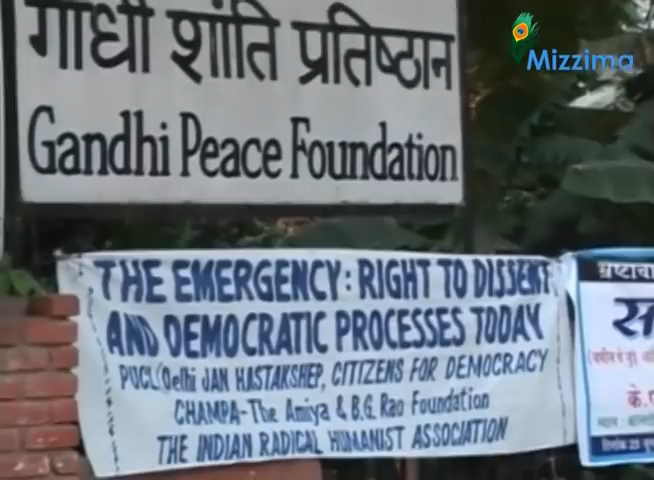 Mizzima
गांधी शांति प्रतिष्ठान
Gandhi Peace Foundation
THE EMERGENCY: RIGHT TO DISSENT
AND DEMOCRATIC PROCESSES TODAY
PUCL(Delhi JAN HASTAKSHEP, CITIZENS FOR DEMOCRACY
CHAMPA-The Amiya & B.G. Rao Foundation
THE INDIAN RADICAL HUMANIST ASSOCIATION